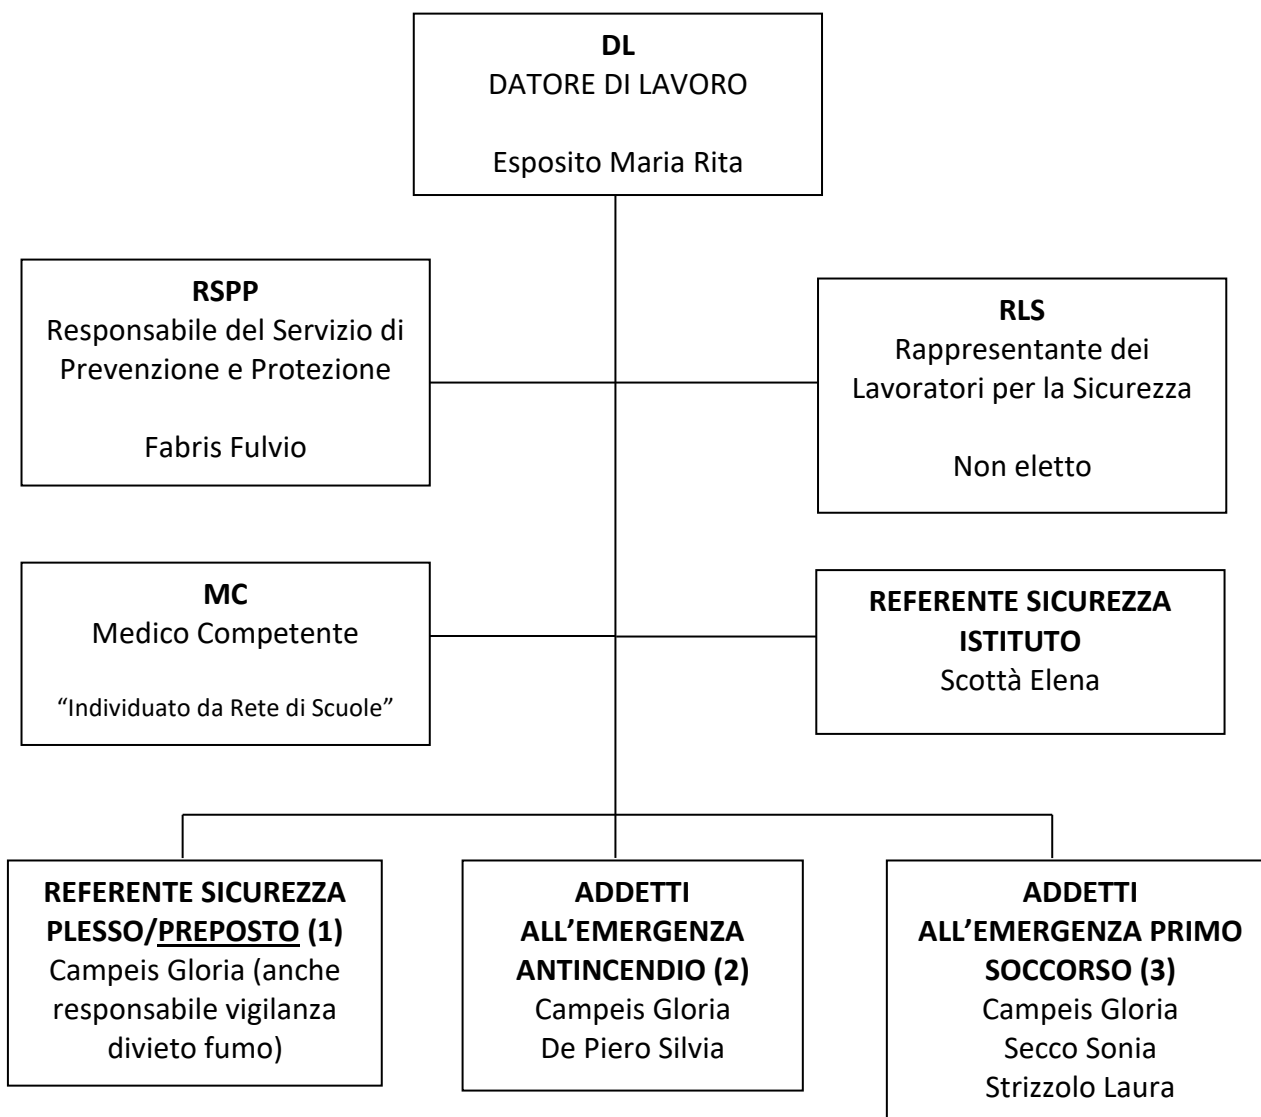 DL
DATORE DI LAVORO
Esposito Maria Rita
RSPP
Responsabile del Servizio di
Prevenzione e Protezione
Fabris Fulvio
RLS
Rappresentante dei
Lavoratori per la Sicurezza
Non eletto
MC
Medico Competente
“Individuato da Rete di Scuole”
REFERENTE SICUREZZA
ISTITUTO
Scottà Elena
REFERENTE SICUREZZA
PLESSO/PREPOSTO (1)
Campeis Gloria (anche
responsabile vigilanza
divieto fumo)
ADDETTI
ALL’EMERGENZA
ANTINCENDIO (2)
Campeis Gloria
De Piero Silvia
ADDETTI
ALL’EMERGENZA PRIMO
SOCCORSO (3)
Campeis Gloria
Secco Sonia
Strizzolo Laura